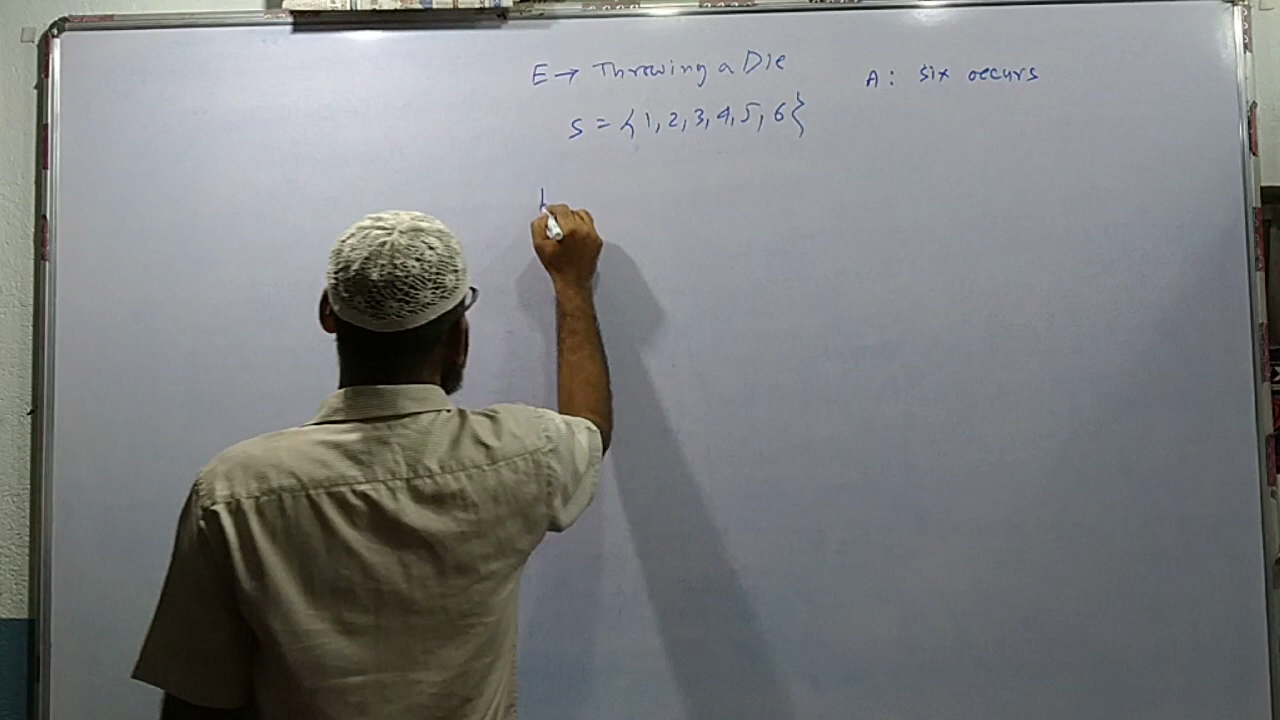 E → Throwing a Die
A: six occurs
S = {1, 2, 3, 4, 5, 6}